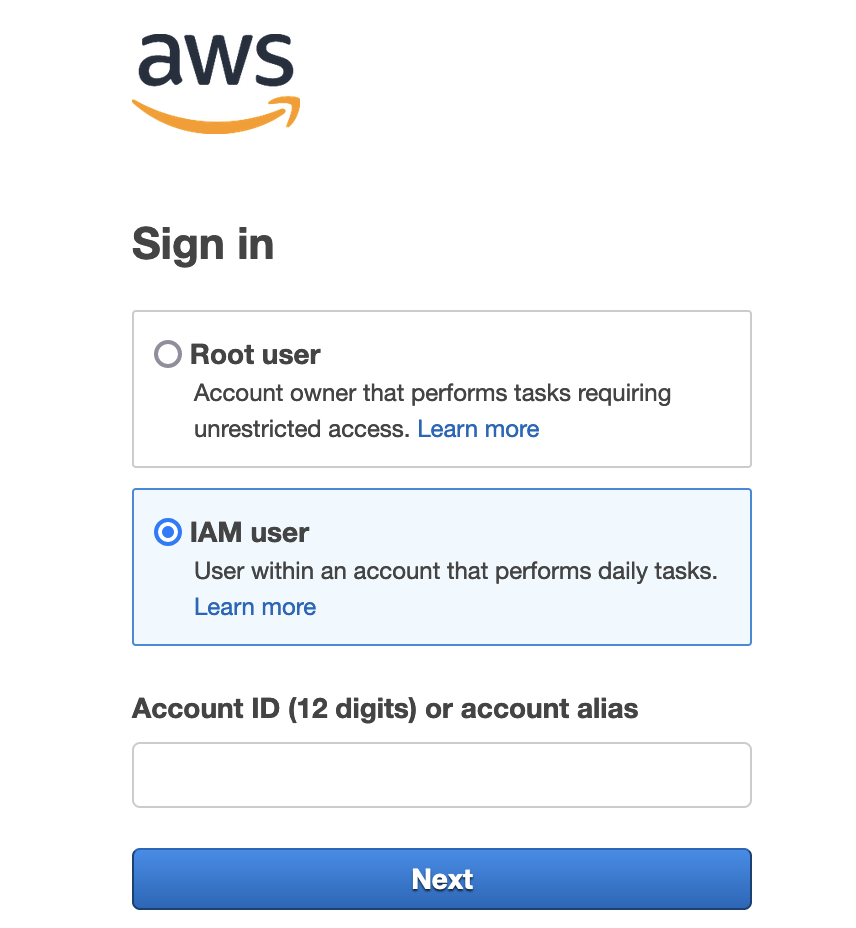 aws
Sign in
Root user
Account owner that performs tasks requiring
unrestricted access. Learn more
IAM user
User within an account that performs daily tasks.
Learn more
Account ID (12 digits) or account alias
Next